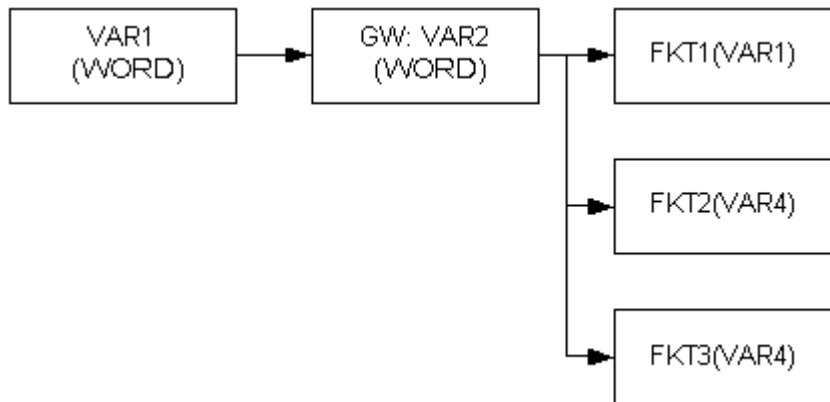 VAR1
(WORD)
GW: VAR2
(WORD)
FKT1(VAR1)
FKT2(VAR4)
FKT3(VAR4)